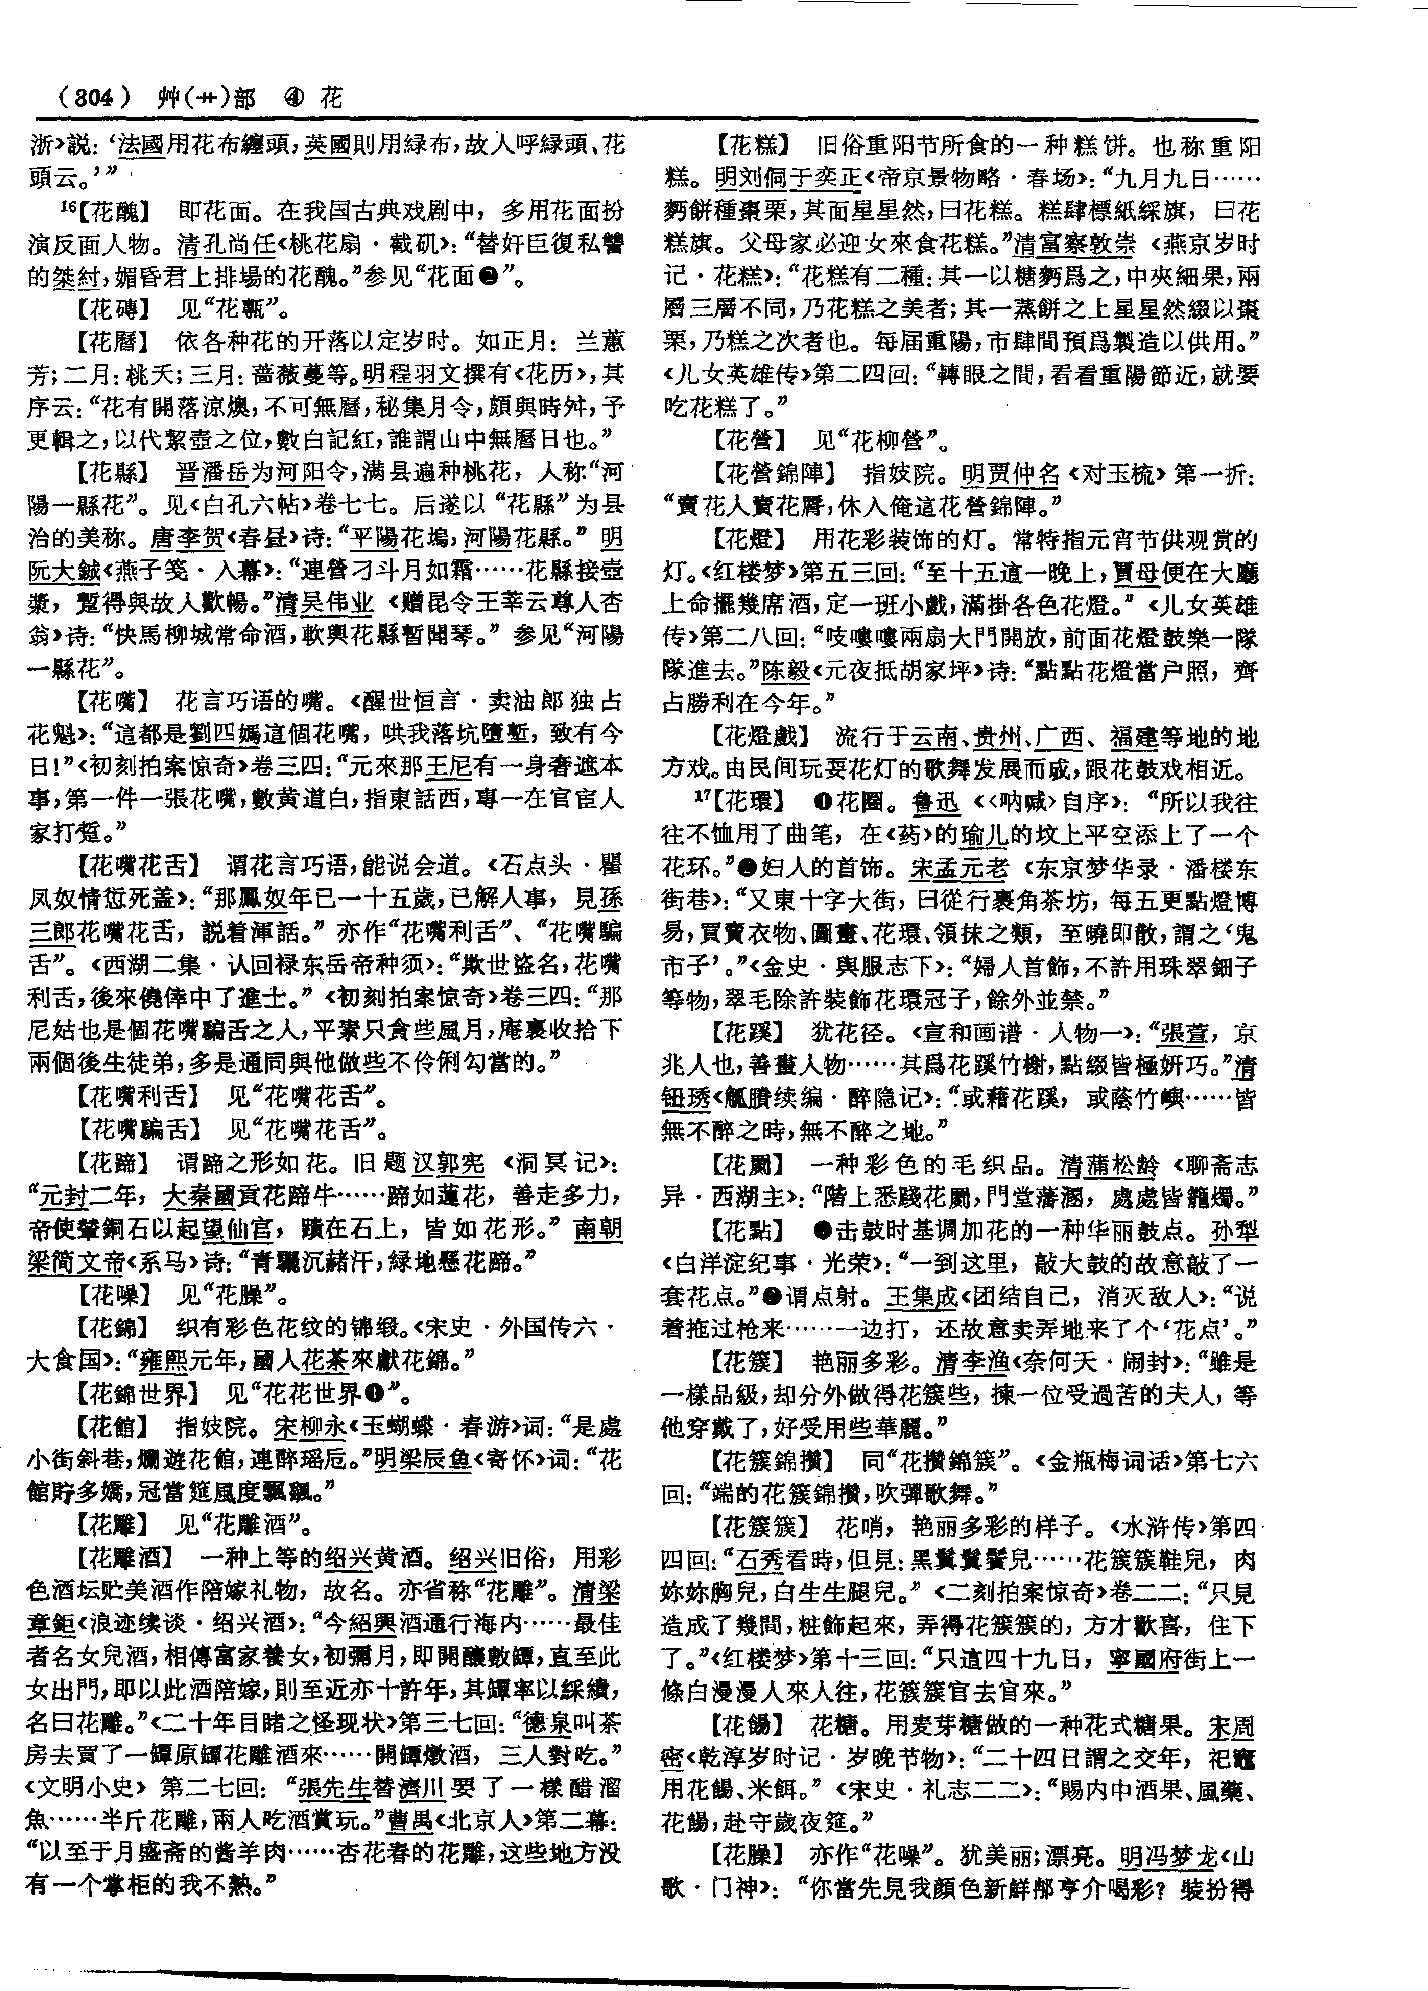 （304） 艸(艹)部 ④ 花
浙〉説：‘法國用花布纏頭，英國則用緑布，故人呼緑頭、花
頭云。’”
16【花醜】 即花面。在我国古典戏剧中，多用花面扮
演反面人物。清孔尚任〈桃花扇·截矶〉：“替奸臣復私讐
的桀紂，媚昏君上排場的花醜。”参见“花面❷”。
【花磚】 见“花甎”。
【花曆】 依各种花的开落以定岁时。如正月：兰蕙
芳；二月：桃夭；三月：蔷薇蔓等。明程羽文撰有〈花历〉，其
序云：“花有開落涼燠，不可無曆，秘集月令，頗與時舛，予
更輯之，以代挈壺之位，數白記紅，誰謂山中無曆日也。”
【花縣】 晋潘岳为河阳令，满县遍种桃花，人称“河
陽一縣花”。见〈白孔六帖〉卷七七。后遂以“花縣”为县
治的美称。唐李贺〈春昼〉诗：“平陽花塢，河陽花縣。”明
阮大鋮〈燕子笺·入幕〉：“連營刁斗月如霜……花縣接壺
漿，蹔得與故人歡暢。”清吴伟业〈赠昆令王莘云尊人杏
翁〉诗：“快馬柳城常命酒，軟輿花縣暫聞琴。”参见“河陽
一縣花”。
【花嘴】 花言巧语的嘴。〈醒世恒言·卖油郎独占
花魁〉：“這都是劉四媽這個花嘴，哄我落坑墮塹，致有今
日！”〈初刻拍案惊奇〉卷三四：“元來那王尼有一身奢遮本
事，第一件一張花嘴，數黄道白，指東話西，專一在官宦人
家打踅。”
【花嘴花舌】 谓花言巧语，能说会道。〈石点头·瞿
凤奴情愆死盖〉：“那鳳奴年已一十五歲，已解人事，見孫
三郎花嘴花舌，説着渾話。”亦作“花嘴利舌”、“花嘴騙
舌”。〈西湖二集·认回禄东岳帝种须〉：“欺世盗名，花嘴
利舌，後來僥倖中了進士。”〈初刻拍案惊奇〉卷三四：“那
尼姑也是個花嘴騙舌之人，平素只貪些風月，庵裏收拾下
兩個後生徒弟，多是通同與他做些不伶俐勾當的。”
【花嘴利舌】 见“花嘴花舌”。
【花嘴騙舌】 见“花嘴花舌”。
【花蹄】 谓蹄之形如花。旧题汉郭宪〈洞冥记〉：
“元封二年，大秦國貢花蹄牛……蹄如蓮花，善走多力，
帝使輦銅石以起望仙宫，蹟在石上，皆如花形。”南朝
梁简文帝〈系马〉诗：“青驪沉赭汗，緑地懸花蹄。”
【花噪】 见“花臊”。
【花錦】 织有彩色花纹的锦缎。〈宋史·外国传六·
大食国〉：“雍熙元年，國人花茶來獻花錦。”
【花錦世界】 见“花花世界❶”。
【花館】 指妓院。宋柳永〈玉蝴蝶·春游〉词：“是處
小街斜巷，爛遊花館，連醉瑶卮。”明梁辰鱼〈寄怀〉词：“花
館貯多嬌，冠當筵風度飄飖。”
【花雕】 见“花雕酒”。
【花雕酒】 一种上等的绍兴黄酒。绍兴旧俗，用彩
色酒坛贮美酒作陪嫁礼物，故名。亦省称“花雕”。清梁
章鉅〈浪迹续谈·绍兴酒〉：“今紹興酒通行海内……最佳
者名女兒酒，相傳富家養女，初彌月，即開釀數罈，直至此
女出門，即以此酒陪嫁，則至近亦十許年，其罈率以綵繢，
名曰花雕。”〈二十年目睹之怪现状〉第三七回：“德泉叫茶
房去買了一罈原罈花雕酒來……開罈燉酒，三人對吃。”
〈文明小史〉第二七回：“張先生替濟川要了一樣醋溜
魚……半斤花雕，兩人吃酒賞玩。”曹禺〈北京人〉第二幕：
“以至于月盛斋的酱羊肉……杏花春的花雕，这些地方没
有一个掌柜的我不熟。”
【花糕】 旧俗重阳节所食的一种糕饼。也称重阳
糕。明刘侗于奕正〈帝京景物略·春场〉：“九月九日……
麪餅種棗栗，其面星星然，曰花糕。糕肆標紙綵旗，曰花
糕旗。父母家必迎女來食花糕。”清富察敦崇〈燕京岁时
记·花糕〉：“花糕有二種：其一以糖麪爲之，中夾細果，兩
層三層不同，乃花糕之美者；其一蒸餅之上星星然綴以棗
栗，乃糕之次者也。每届重陽，市肆間預爲製造以供用。”
〈儿女英雄传〉第二四回：“轉眼之間，看看重陽節近，就要
吃花糕了。”
【花營】 见“花柳營”。
【花營錦陣】 指妓院。明贾仲名〈对玉梳〉第一折：
“賣花人賣花脣，休入俺這花營錦陣。”
【花燈】 用花彩装饰的灯。常特指元宵节供观赏的
灯。〈红楼梦〉第五三回：“至十五這一晚上，賈母便在大廳
上命擺幾席酒，定一班小戲，滿掛各色花燈。”〈儿女英雄
传〉第二八回：“吱嘍嘍兩扇大門開放，前面花燈鼓樂一隊
隊進去。”陈毅〈元夜抵胡家坪〉诗：“點點花燈當户照，齊
占勝利在今年。”
【花燈戲】 流行于云南、贵州、广西、福建等地的地
方戏。由民间玩耍花灯的歌舞发展而成，跟花鼓戏相近。
17【花環】 ❶花圈。鲁迅〈〈呐喊〉自序〉：“所以我往
往不恤用了曲笔，在〈药〉的瑜儿的坟上平空添上了一个
花环。”❷妇人的首饰。宋孟元老〈东京梦华录·潘楼东
街巷〉：“又東十字大街，曰從行裹角茶坊，每五更點燈博
易，買賣衣物、圖畫、花環、領抹之類，至曉即散，謂之‘鬼
市子’。”〈金史·舆服志下〉：“婦人首飾，不許用珠翠鈿子
等物，翠毛除許裝飾花環冠子，餘外並禁。”
【花蹊】 犹花径。〈宣和画谱·人物一〉：“張萱，京
兆人也，善畫人物……其爲花蹊竹榭，點綴皆極妍巧。”清
钮琇〈觚賸续编·醉隐记〉：“或藉花蹊，或蔭竹嶼……皆
無不醉之時，無不醉之地。”
【花罽】 一种彩色的毛织品。清蒲松龄〈聊斋志
异·西湖主〉：“階上悉踐花罽，門堂藩溷，處處皆籠燭。”
【花點】 ❶击鼓时基调加花的一种华丽鼓点。孙犁
〈白洋淀纪事·光荣〉：“一到这里，敲大鼓的故意敲了一
套花点。”❷谓点射。王集成〈团结自己，消灭敌人〉：“说
着拖过枪来……一边打，还故意卖弄地来了个‘花点’。”
【花簇】 艳丽多彩。清李渔〈奈何天·闹封〉：“雖是
一樣品級，却分外做得花簇些，揀一位受過苦的夫人，等
他穿戴了，好受用些華麗。”
【花簇錦攢】 同“花攢錦簇”。〈金瓶梅词话〉第七六
回：“端的花簇錦攢，吹彈歌舞。”
【花簇簇】 花哨，艳丽多彩的样子。〈水浒传〉第四
四回：“石秀看時，但見：黑鬒鬒鬢兒……花簇簇鞋兒，肉
妳妳胸兒，白生生腿兒。”〈二刻拍案惊奇〉卷二二：“只見
造成了幾間，粧飾起來，弄得花簇簇的，方才歡喜，住下
了。”〈红楼梦〉第十三回：“只這四十九日，寧國府街上一
條白漫漫人來人往，花簇簇官去官來。”
【花餳】 花糖。用麦芽糖做的一种花式糖果。宋周
密〈乾淳岁时记·岁晚节物〉：“二十四日謂之交年，祀竈
用花餳、米餌。”〈宋史·礼志二二〉：“賜内中酒果、風藥、
花餳，赴守歲夜筵。”
【花臊】 亦作“花噪”。犹美丽；漂亮。明冯梦龙〈山
歌·门神〉：“你當先見我顔色新鮮那亨介喝彩？裝扮得